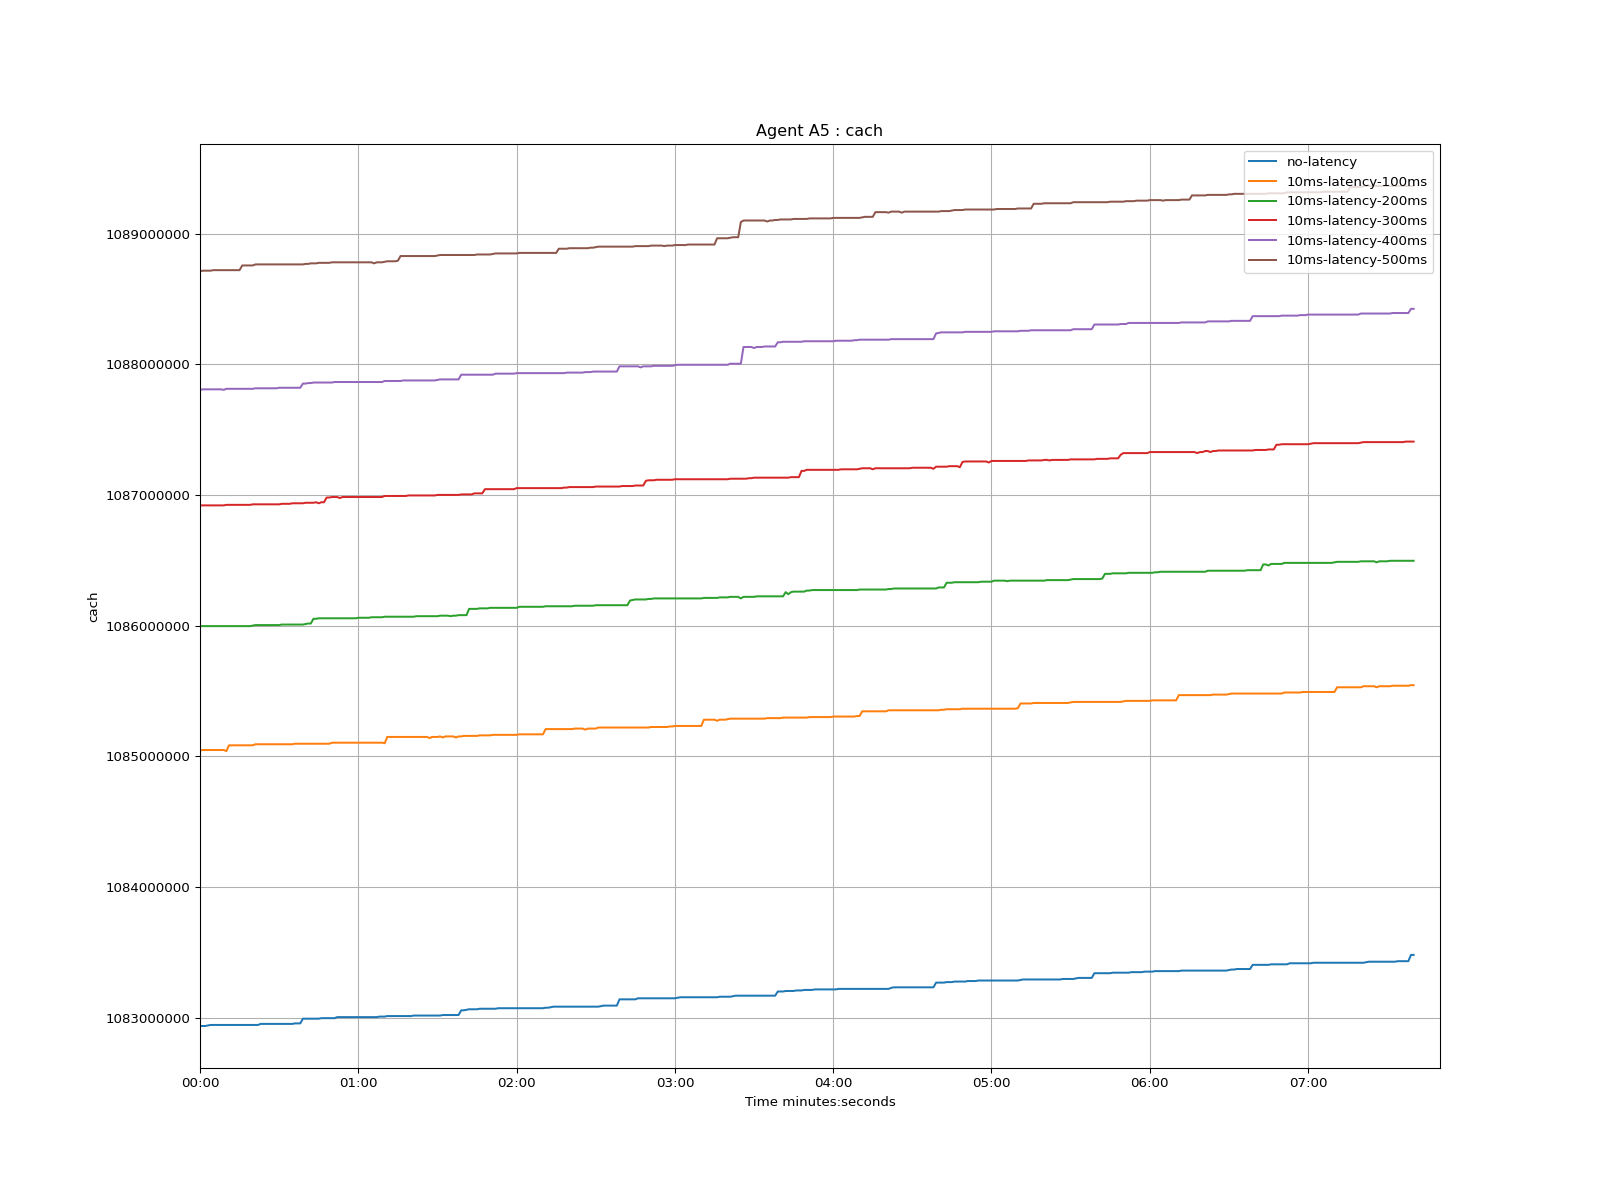 Agent A5 : cach
no-latency
10ms-latency-100ms
10ms-latency-200ms
10ms-latency-300ms
10ms-latency-400ms
10ms-latency-500ms
1089000000
1088000000
1087000000
1086000000
1085000000
1084000000
1083000000
cach
00:00 01:00 02:00 03:00 04:00 05:00 06:00 07:00
Time minutes:seconds